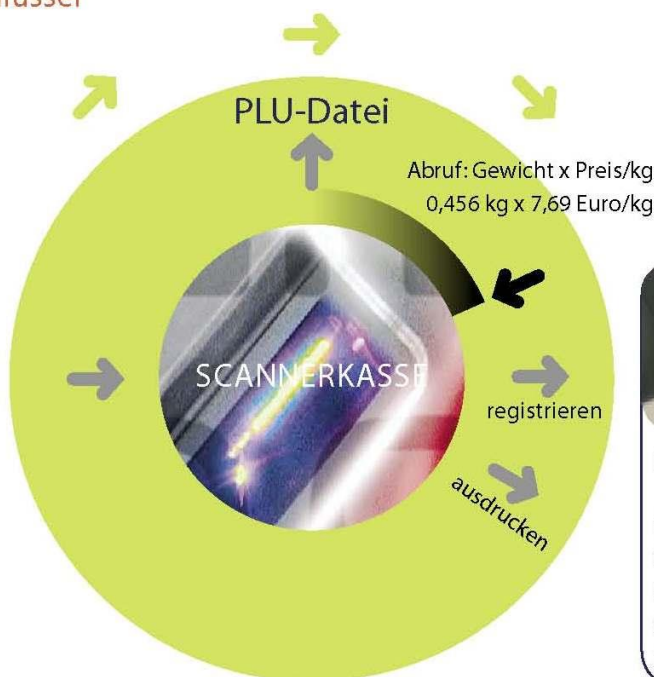 PLU-Datei
Abruf: Gewicht x Preis/kg
0,456 kg x 7,69 Euro/kg
SCANNERKASSE
registrieren
ausdrucken